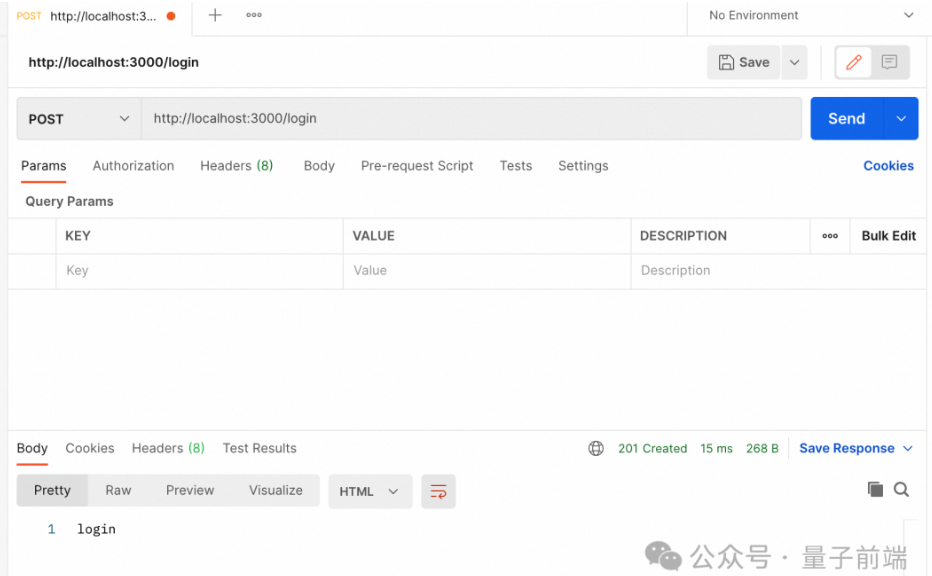 POST http://localhost:3... No Environment
http://localhost:3000/login Save
POST http://localhost:3000/login Send
Params Authorization Headers (8) Body Pre-request Script Tests Settings Cookies
Query Params
KEY VALUE DESCRIPTION Bulk Edit
Key Value Description
Body Cookies Headers (8) Test Results 201 Created 15 ms 268 B Save Response
Pretty Raw Preview Visualize HTML
1 login
公众号 · 量子前端